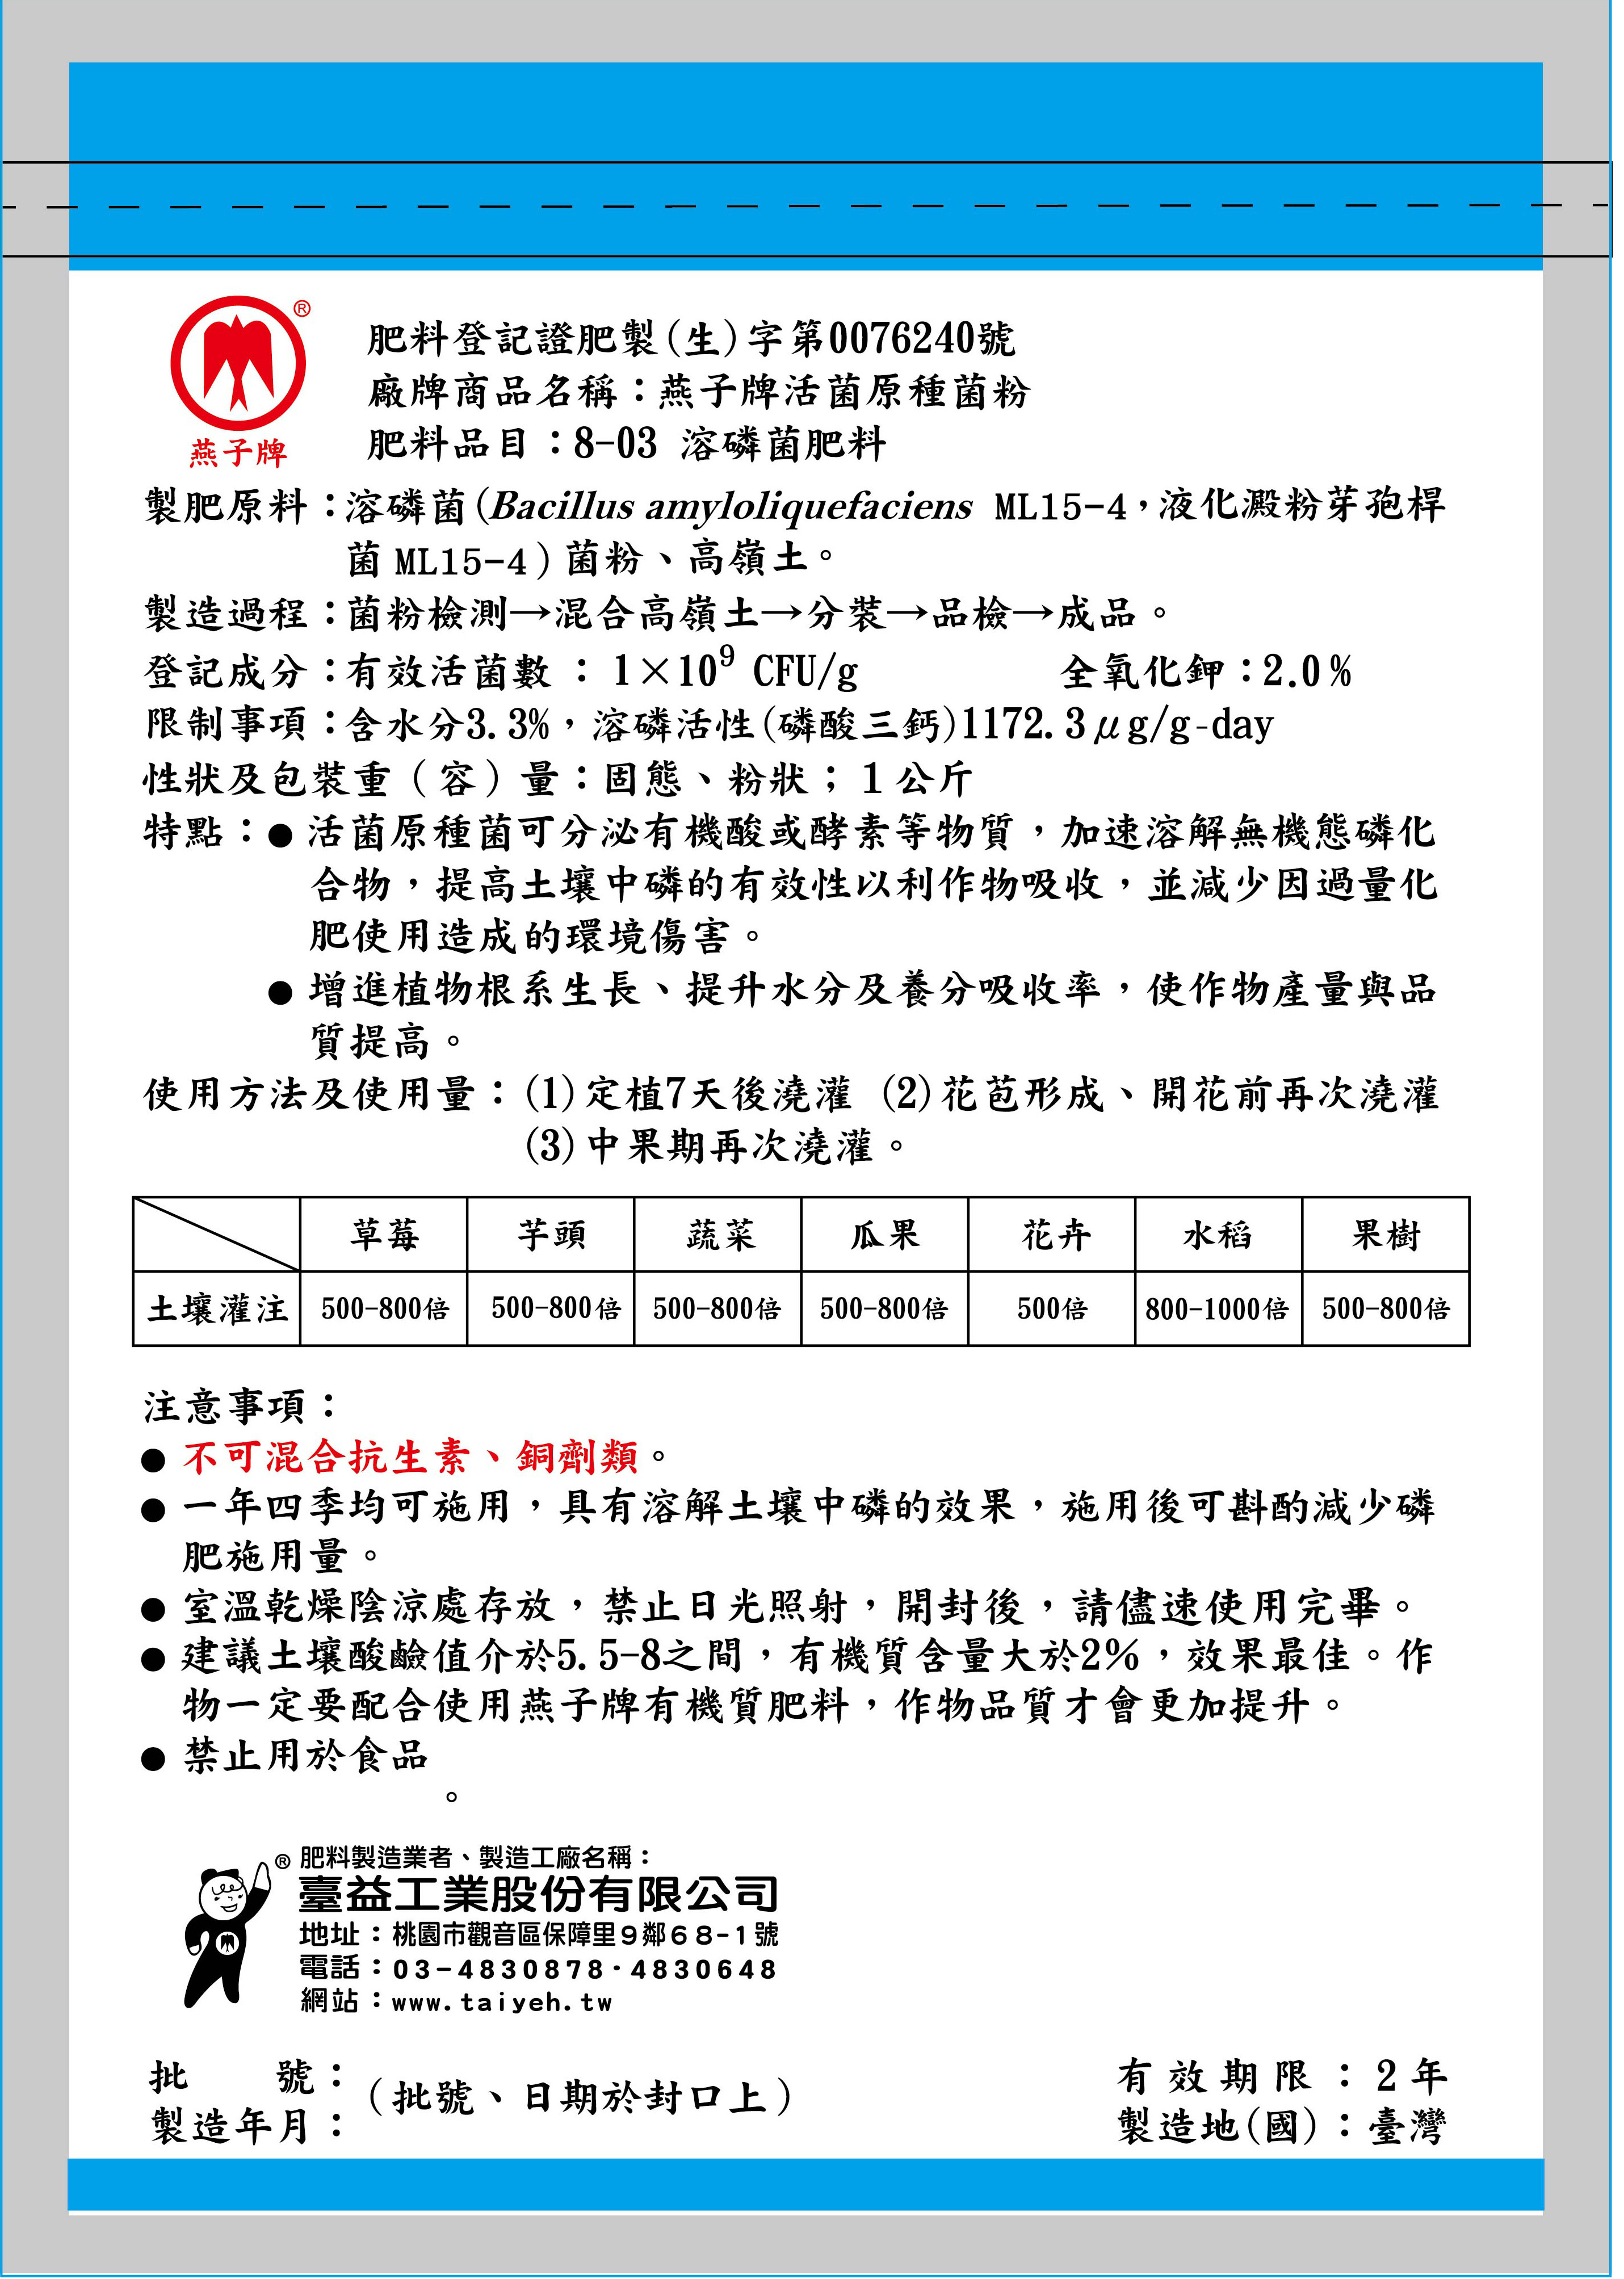 ®
燕子牌
肥料登記證肥製(生)字第0076240號
廠牌商品名稱：燕子牌活菌原種菌粉
肥料品目：8-03 溶磷菌肥料
製肥原料：溶磷菌(Bacillus amyloliquefaciens ML15-4，液化澱粉芽孢桿
菌ML15-4)菌粉、高嶺土。
製造過程：菌粉檢測→混合高嶺土→分裝→品檢→成品。
登記成分：有效活菌數：1×10⁹ CFU/g 全氧化鉀：2.0%
限制事項：含水分3.3%，溶磷活性(磷酸三鈣)1172.3μg/g-day
性狀及包裝重（容）量：固態、粉狀；1公斤
特點：● 活菌原種菌可分泌有機酸或酵素等物質，加速溶解無機態磷化
合物，提高土壤中磷的有效性以利作物吸收，並減少因過量化
肥使用造成的環境傷害。
● 增進植物根系生長、提升水分及養分吸收率，使作物產量與品
質提高。
使用方法及使用量：(1)定植7天後澆灌 (2)花苞形成、開花前再次澆灌
(3)中果期再次澆灌。
草莓 芋頭 蔬菜 瓜果 花卉 水稻 果樹
土壤灌注 500-800倍 500-800倍 500-800倍 500-800倍 500倍 800-1000倍 500-800倍
注意事項：
● 不可混合抗生素、銅劑類。
● 一年四季均可施用，具有溶解土壤中磷的效果，施用後可斟酌減少磷
肥施用量。
● 室溫乾燥陰涼處存放，禁止日光照射，開封後，請儘速使用完畢。
● 建議土壤酸鹼值介於5.5-8之間，有機質含量大於2%，效果最佳。作
物一定要配合使用燕子牌有機質肥料，作物品質才會更加提升。
● 禁止用於食品
。
® 肥料製造業者、製造工廠名稱：
臺益工業股份有限公司
地址：桃園市觀音區保障里9鄰68-1號
電話：03-4830878·4830648
網站：www.taiyeh.tw
批號：
製造年月：
（批號、日期於封口上）
有效期限：2年
製造地(國)：臺灣